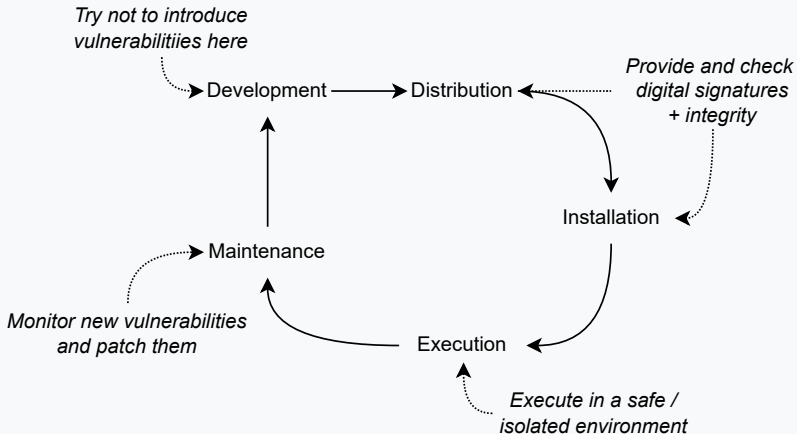 Try not to introduce
vulnerabilitiies here
Development
Distribution
Provide and check
digital signatures
+ integrity
Installation
Maintenance
Monitor new vulnerabilities
and patch them
Execution
Execute in a safe /
isolated environment